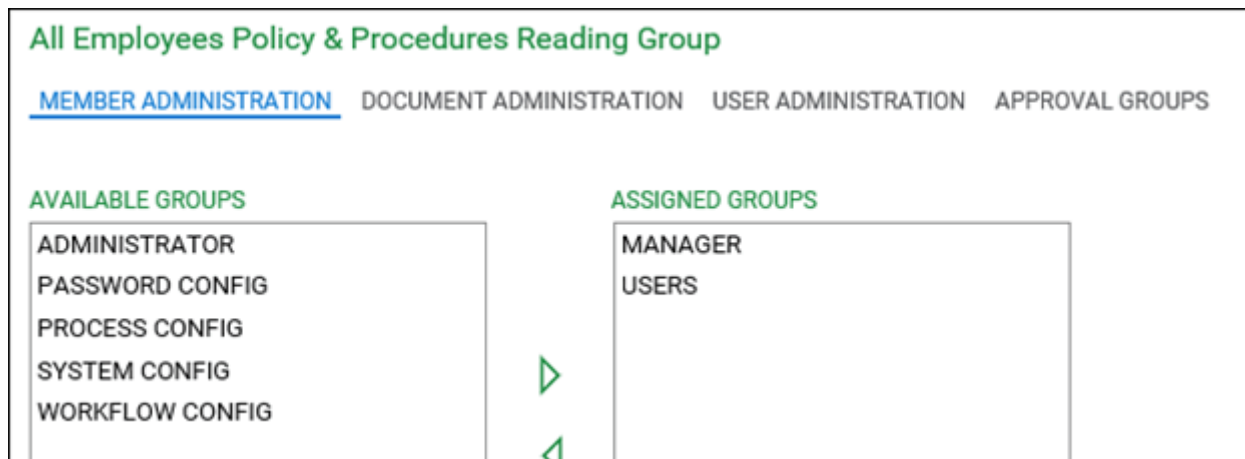 All Employees Policy & Procedures Reading Group
MEMBER ADMINISTRATION DOCUMENT ADMINISTRATION USER ADMINISTRATION APPROVAL GROUPS
AVAILABLE GROUPS
ADMINISTRATOR
PASSWORD CONFIG
PROCESS CONFIG
SYSTEM CONFIG
WORKFLOW CONFIG
ASSIGNED GROUPS
MANAGER
USERS